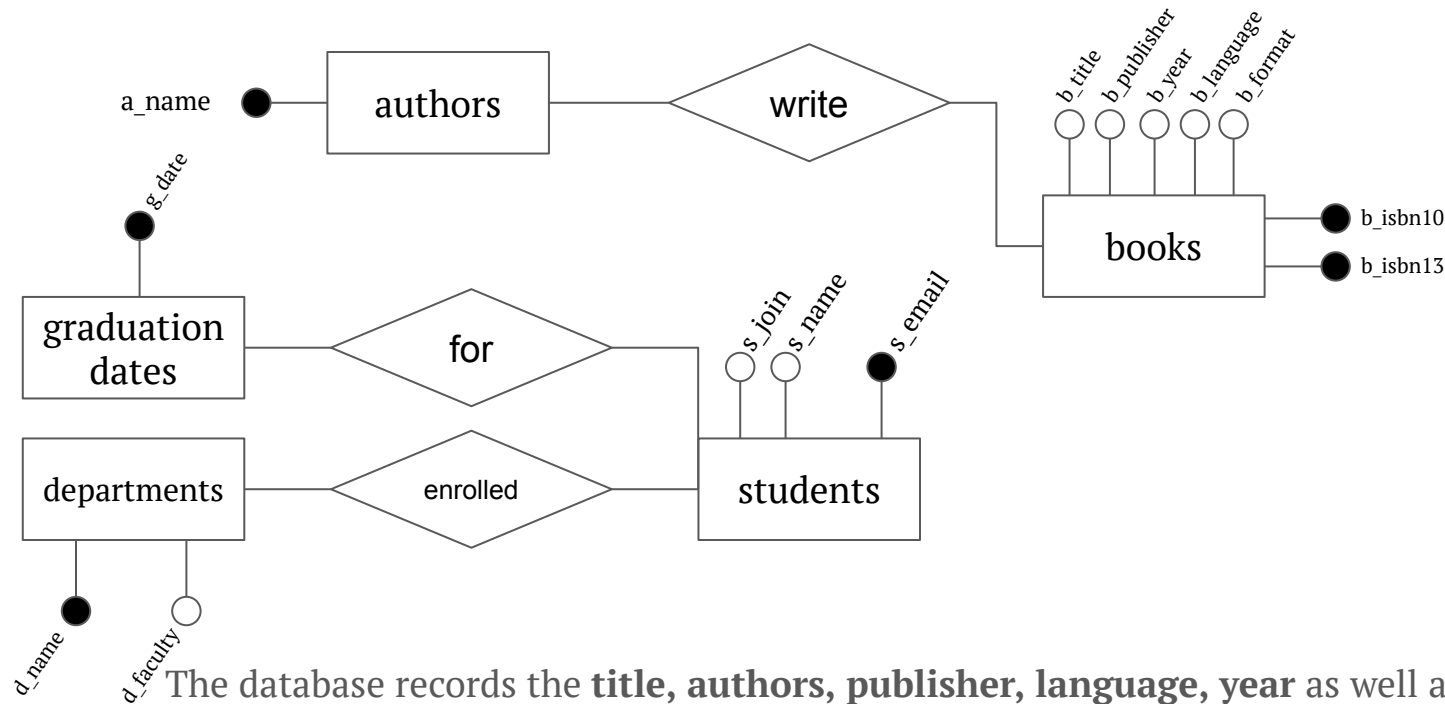 b_title
b_publisher
b_year
b_language
b_format
a_name
authors
write
g_date
books
b_isbn10
b_isbn13
graduation
dates
for
s_join
s_name
s_email
departments
enrolled
students
d_name
d_faculty
The database records the title, authors, publisher, language, year as well a